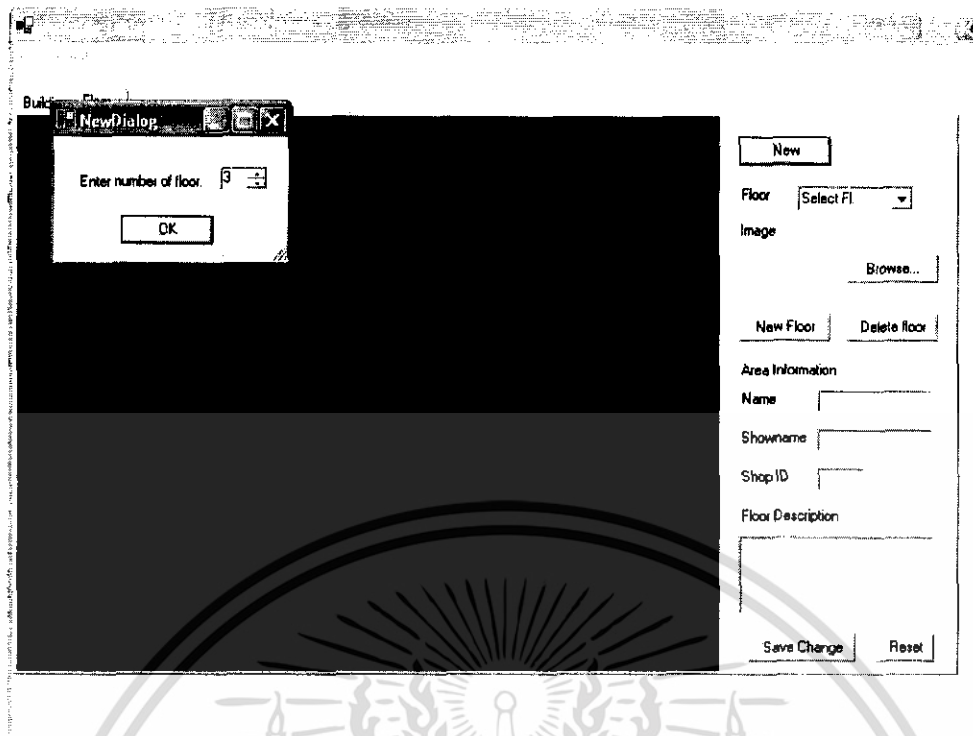 NewDialog
Enter number of floor. 3
OK
New
Floor Select Fl.
Image
Browse...
New Floor Delete floor
Area Information
Name
Showname
Shop ID
Floor Description
Save Change Reset